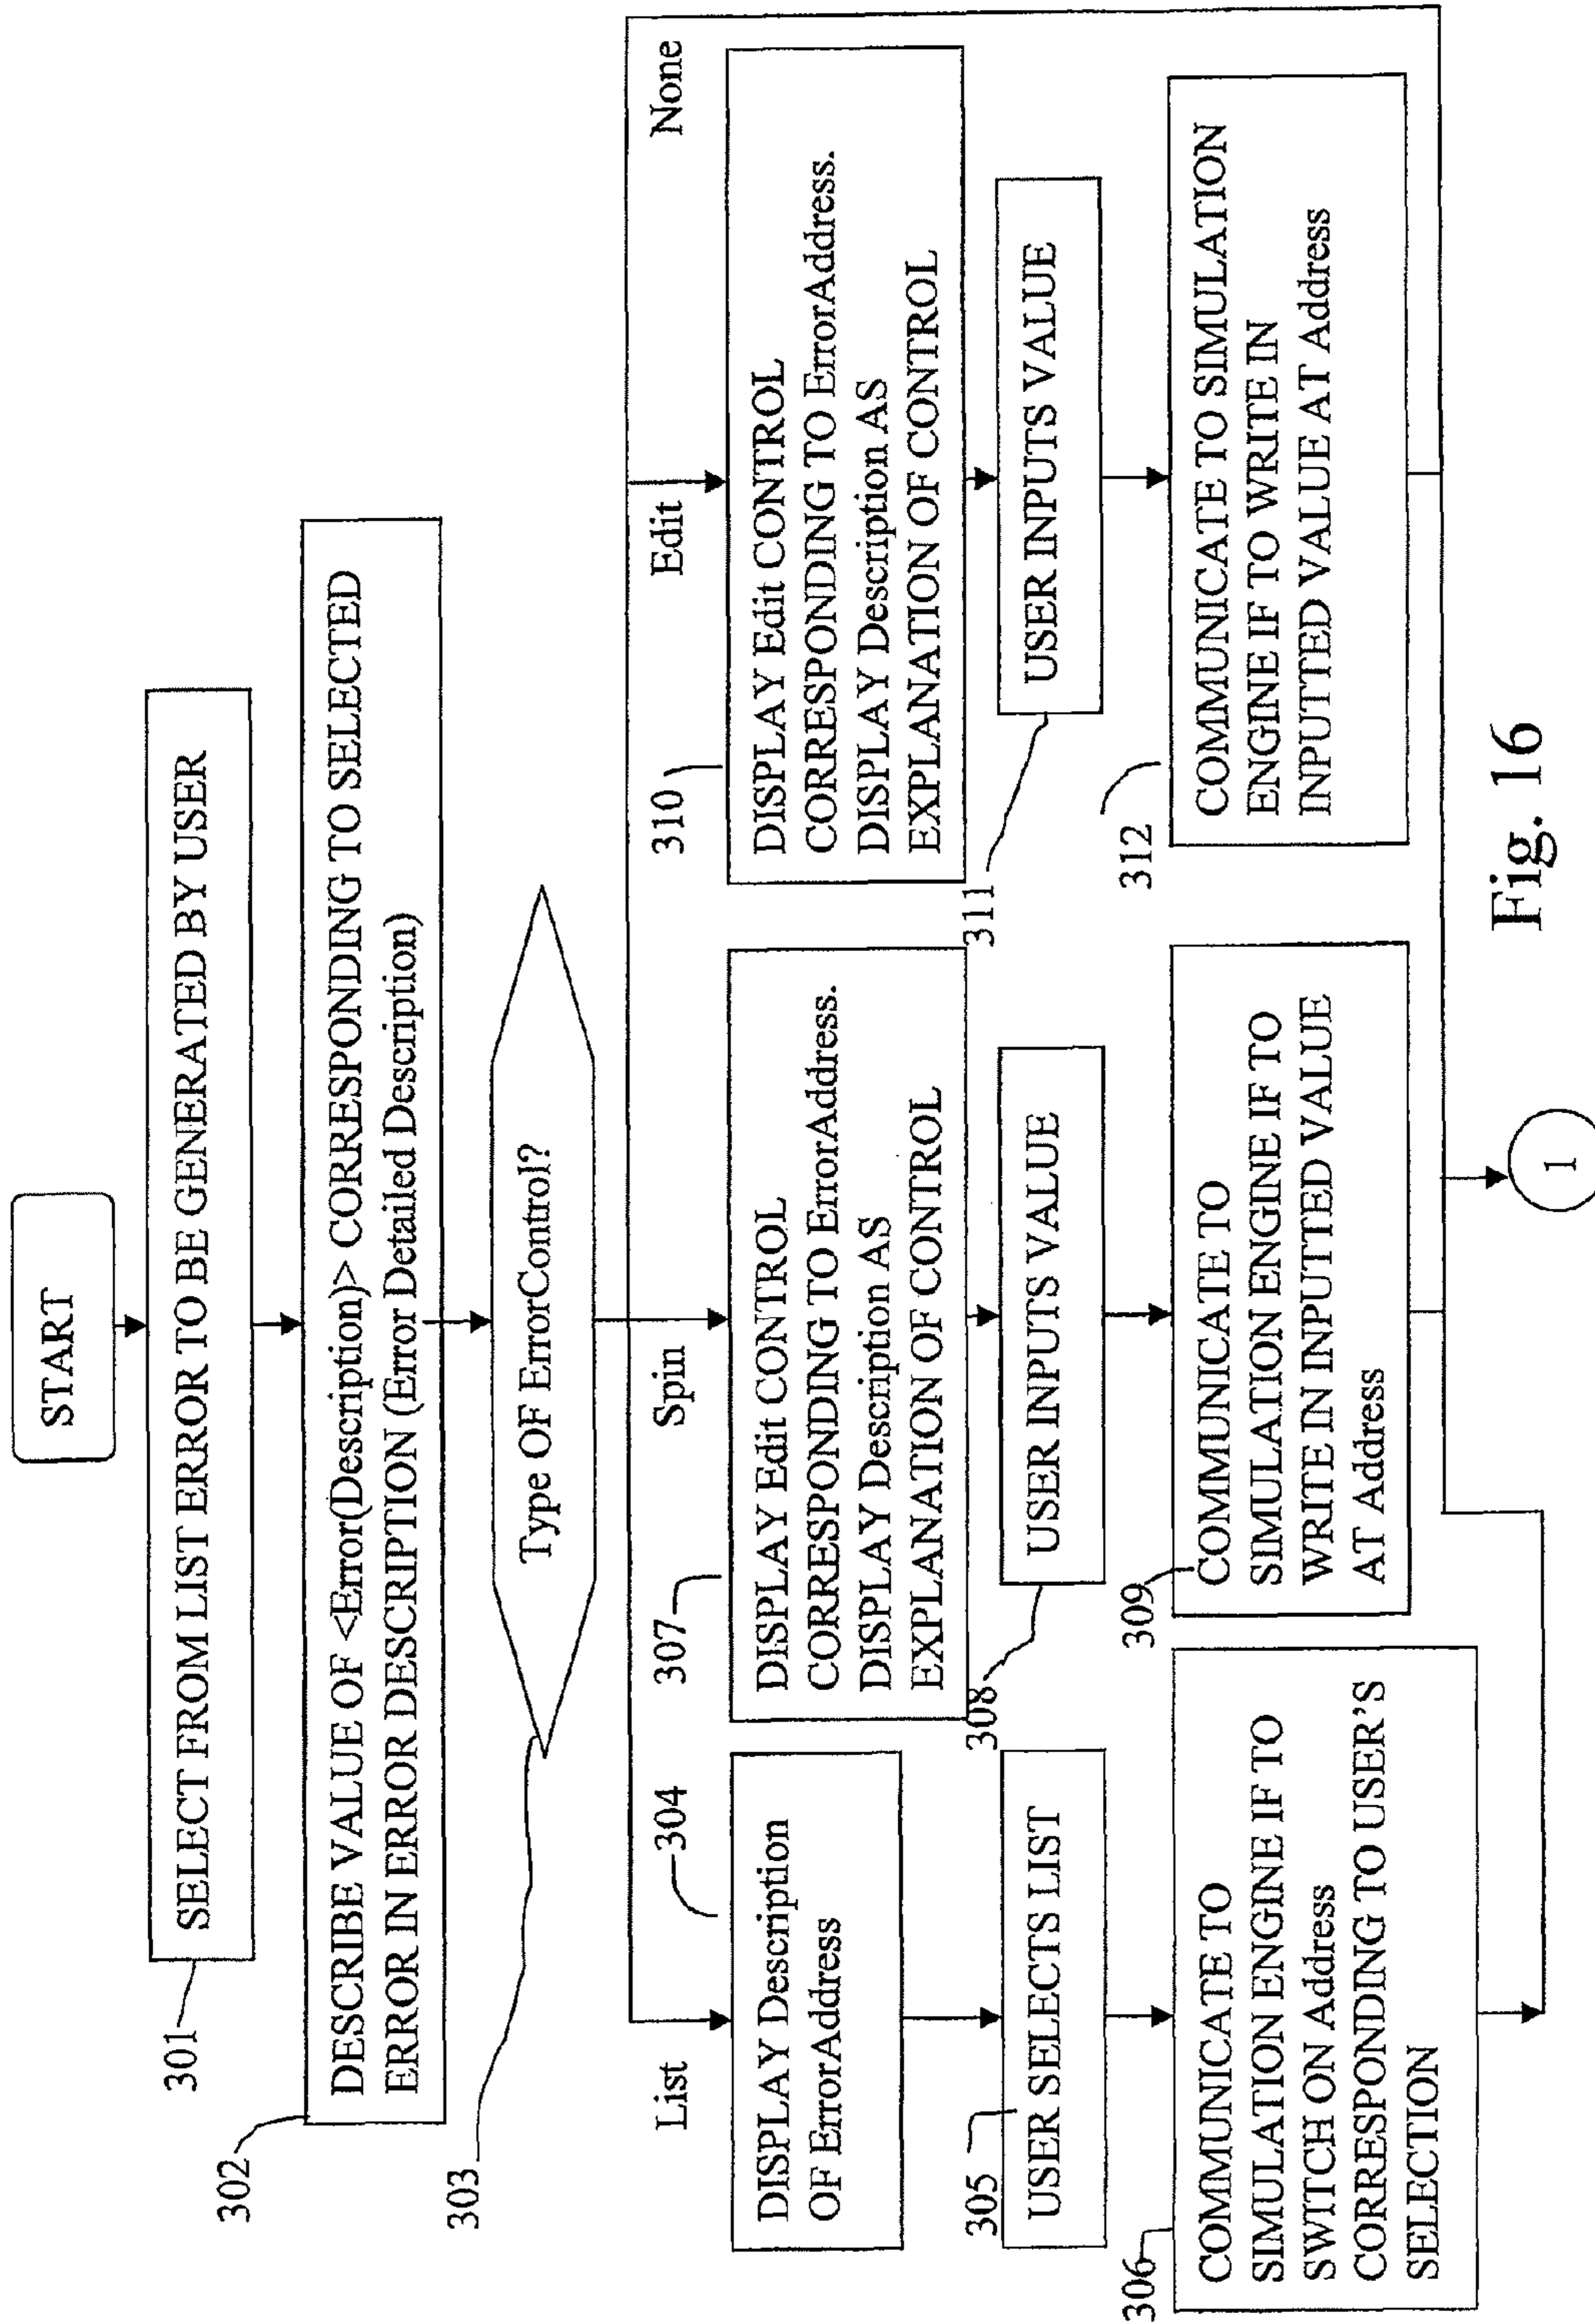 START
301
SELECT FROM LIST ERROR TO BE GENERATED BY USER
302
DESCRIBE VALUE OF <Error(Description)> CORRESPONDING TO SELECTED
ERROR IN ERROR DESCRIPTION (Error Detailed Description)
303
Type OF ErrorControl?
List
Spin
Edit
None
304
DISPLAY Description
OF ErrorAddress
305
USER SELECTS LIST
306
COMMUNICATE TO
SIMULATION ENGINE IF TO
SWITCH ON Address
CORRESPONDING TO USER'S
SELECTION
307
DISPLAY Edit CONTROL
CORRESPONDING TO ErrorAddress.
DISPLAY Description AS
EXPLANATION OF CONTROL
308
USER INPUTS VALUE
309
COMMUNICATE TO
SIMULATION ENGINE IF TO
WRITE IN INPUTTED VALUE
AT Address
310
DISPLAY Edit CONTROL
CORRESPONDING TO ErrorAddress.
DISPLAY Description AS
EXPLANATION OF CONTROL
311
USER INPUTS VALUE
312
COMMUNICATE TO SIMULATION
ENGINE IF TO WRITE IN
INPUTTED VALUE AT Address
1
Fig. 16